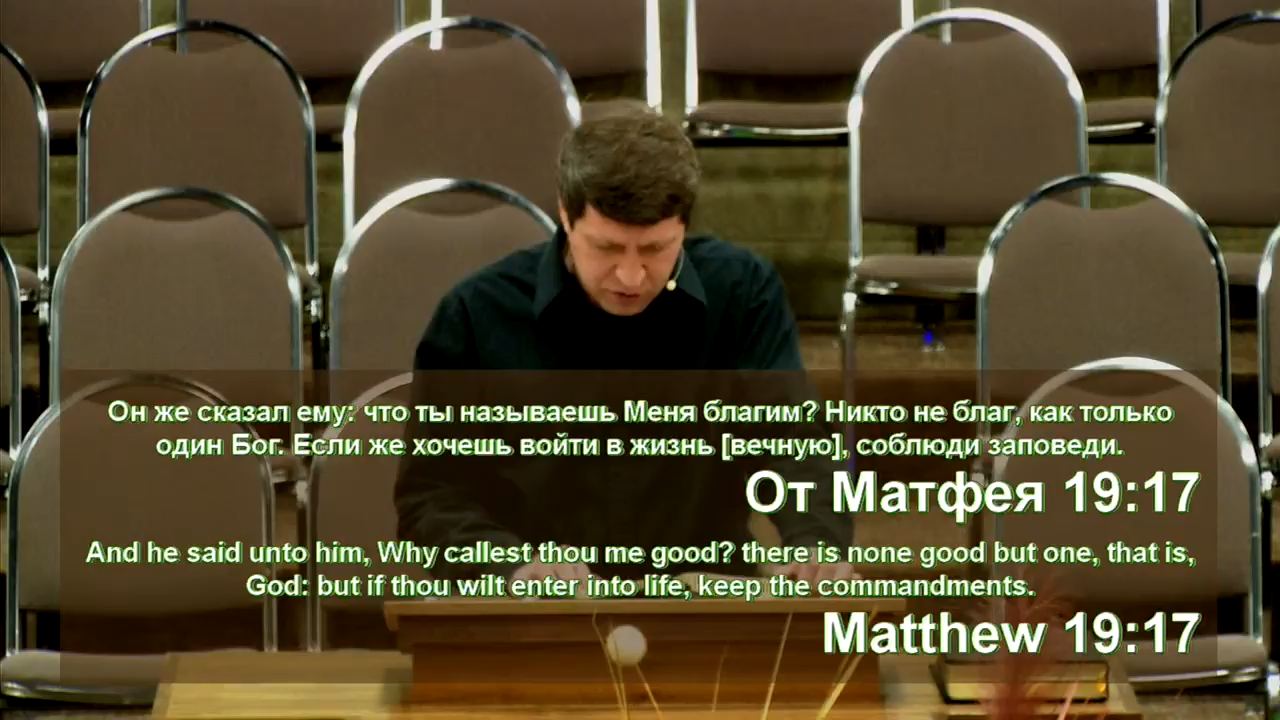 Он же сказал ему: что ты называешь Меня благим? Никто не благ, как только
один Бог. Если же хочешь войти в жизнь [вечную], соблюди заповеди.
От Матфея 19:17
And he said unto him, Why callest thou me good? there is none good but one, that is,
God: but if thou wilt enter into life, keep the commandments.
Matthew 19:17